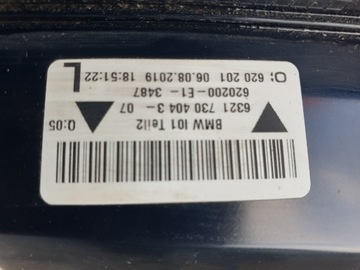 O; 620 201 06.08.2019 18:51:22
L
620200-E1- 3487
6321 730 404 3 - 07
BMW I01 Teil2
Q:05